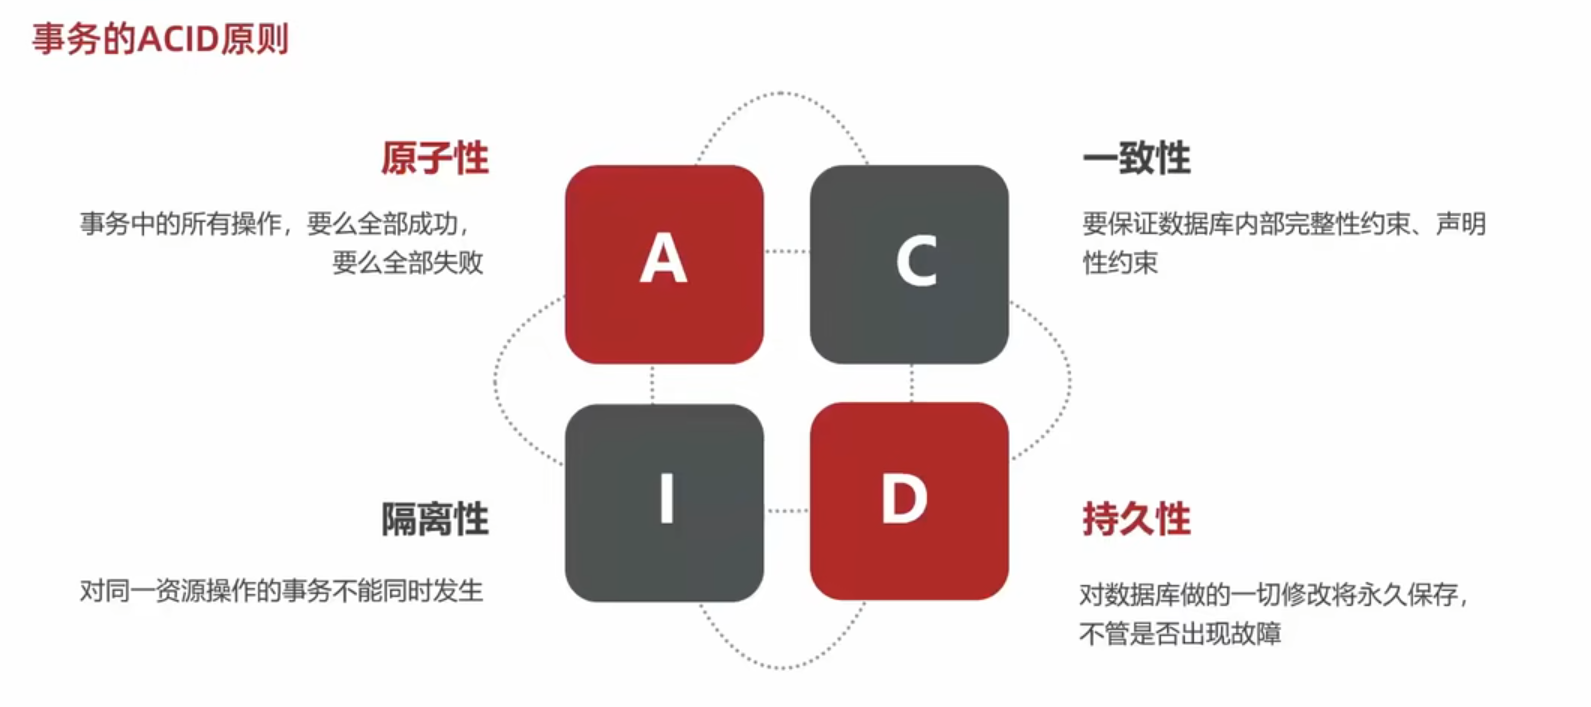 事务的ACID原则
原子性
事务中的所有操作，要么全部成功，
要么全部失败
A
C
一致性
要保证数据库内部完整性约束、声明
性约束
隔离性
对同一资源操作的事务不能同时发生
I
D
持久性
对数据库做的一切修改将永久保存，
不管是否出现故障